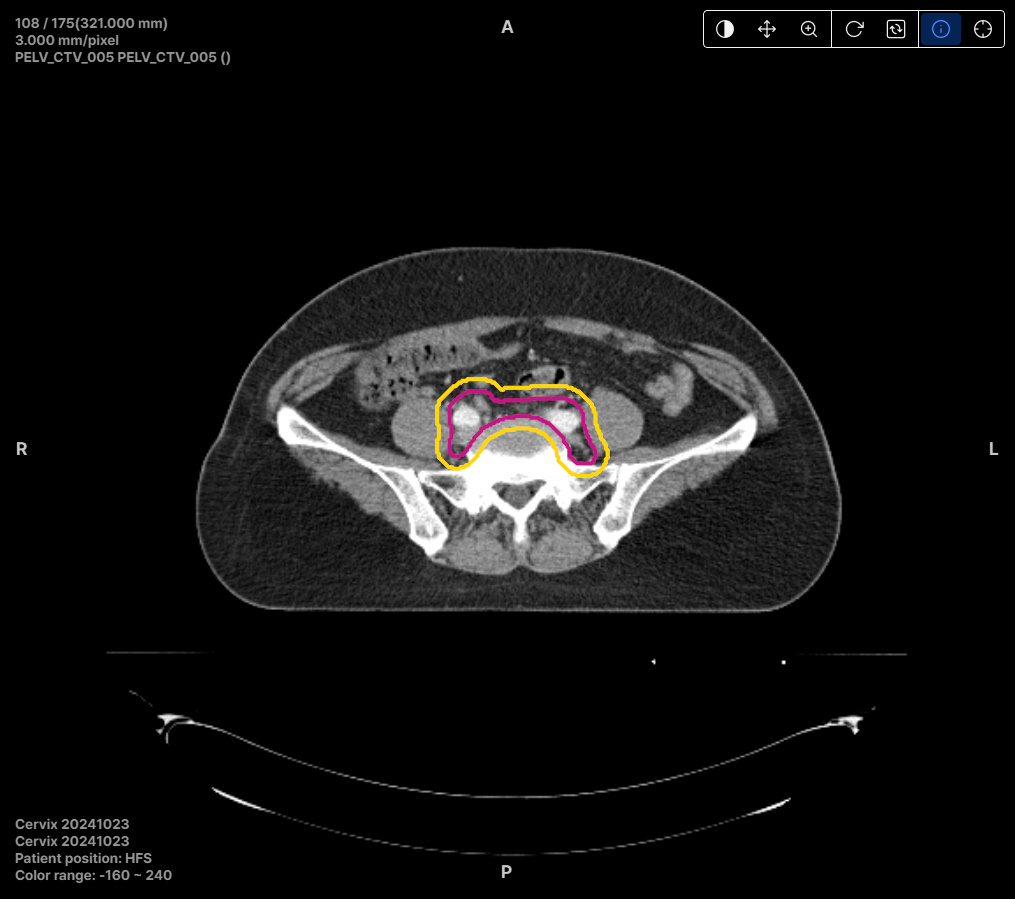 108 / 175(321.000 mm)
3.000 mm/pixel
PELV_CTV_005 PELV_CTV_005 ()
A
R
L
Cervix 20241023
Cervix 20241023
Patient position: HFS
Color range: -160 ~ 240
P